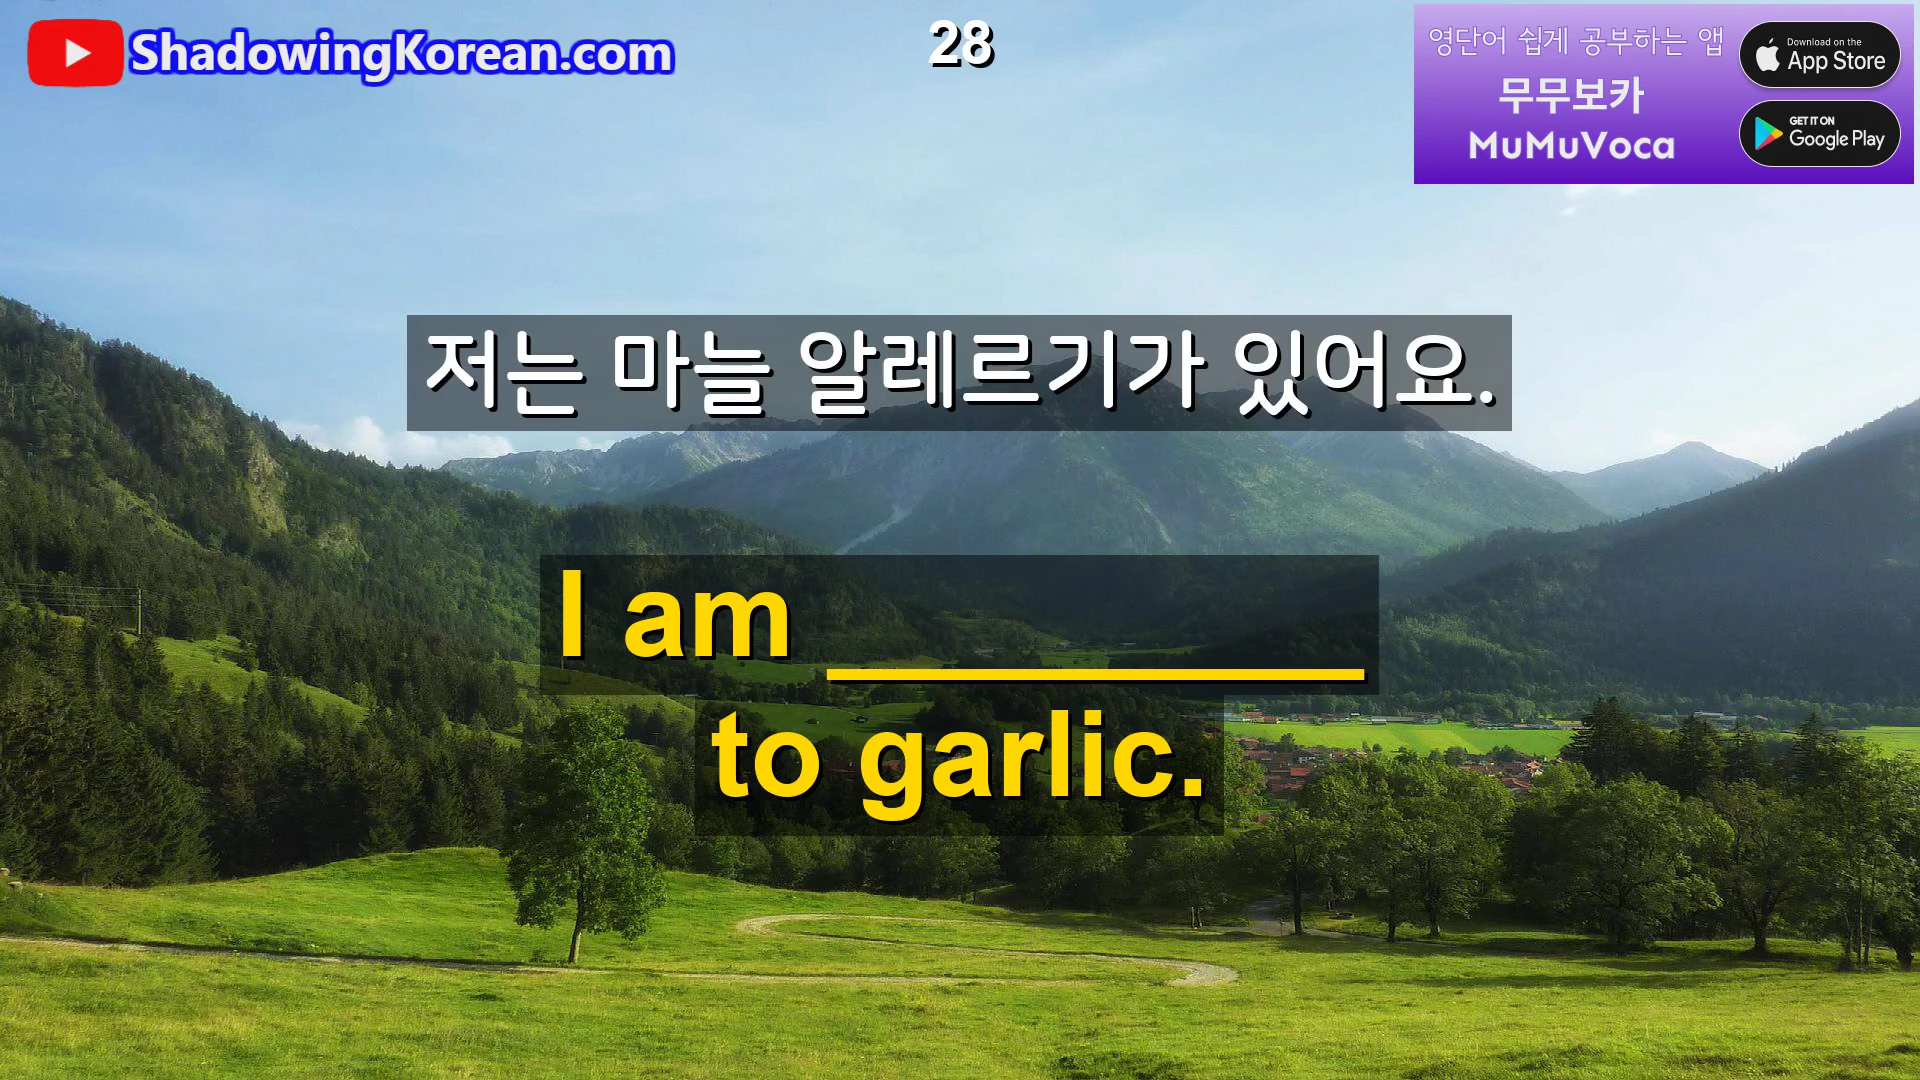 ShadowingKorean.com
28
영단어 쉽게 공부하는 앱
무무보카
MuMuVoca
Download on the
App Store
GET IT ON
Google Play
저는 마늘 알레르기가 있어요.
I am ________
to garlic.